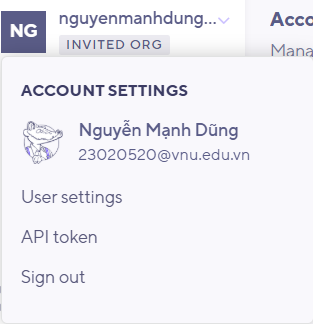 NG
nguyenmanhdung...
INVITED ORG
Acco
Mana
ACCOUNT SETTINGS
Nguyễn Mạnh Dũng
23020520@vnu.edu.vn
User settings
API token
Sign out